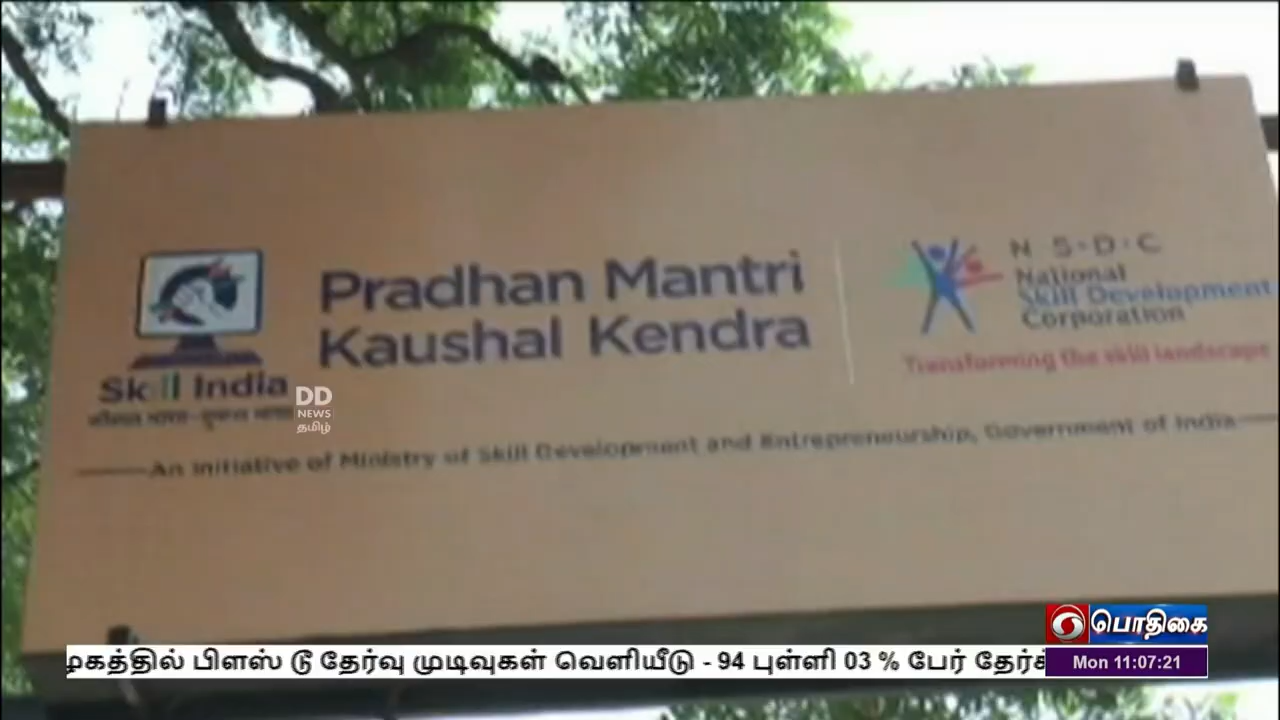 Pradhan Mantri
Kaushal Kendra
Skill India
N·S·D·C
National
Skill Development
Corporation
Transforming the skill landscape
An Initiative of Ministry of Skill Development and Entrepreneurship, Government of India
DD
NEWS
தமிழ்
பொதிகை
Mon 11:07:21
ழகத்தில் பிளஸ் டூ தேர்வு முடிவுகள் வெளியீடு - 94 புள்ளி 03 % பேர் தேர்ச்